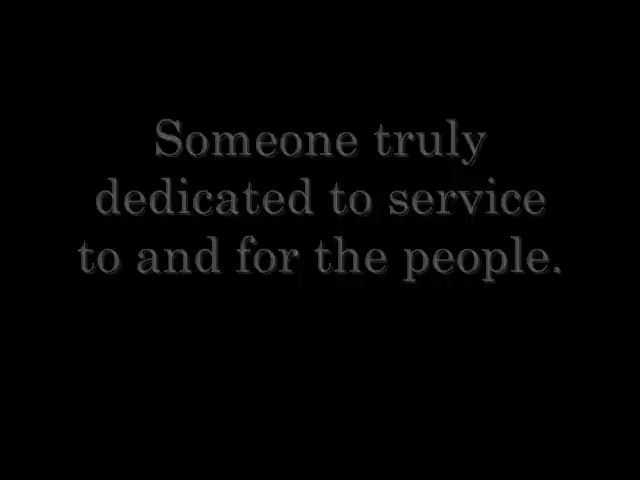 Someone truly
dedicated to service
to and for the people.